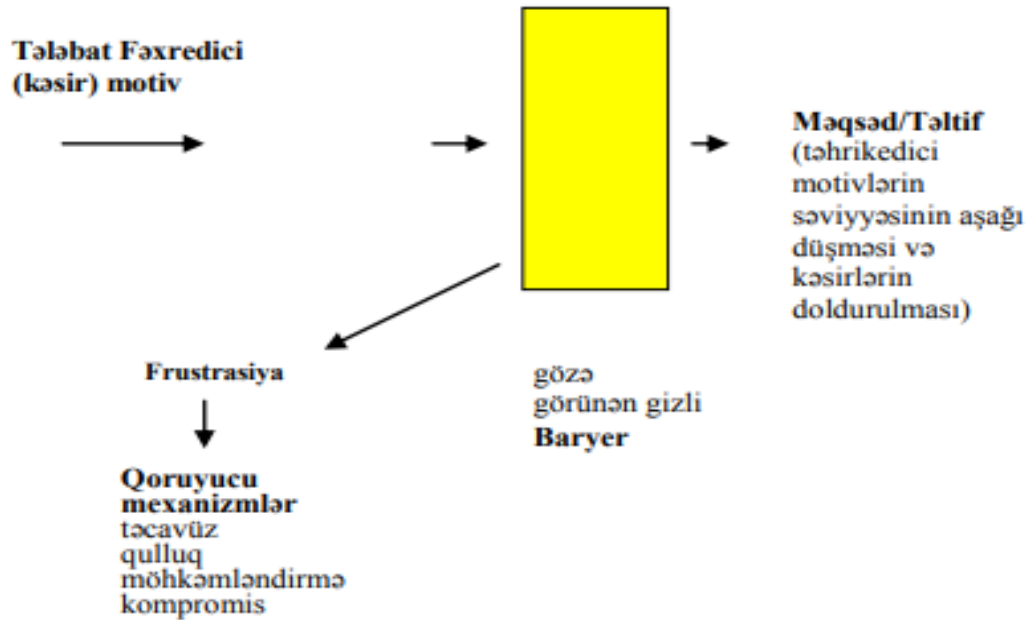 Tələbat Fəxredici
(kəsir) motiv
Məqsəd/Təltif
(təhrikedici
motivlərin
səviyyəsinin aşağı
düşməsi və
kəsirlərin
doldurulması)
Frustrasiya
gözə
görünən gizli
Baryer
Qoruyucu
mexanizmlər
təcavüz
qulluq
möhkəmləndirmə
kompromis